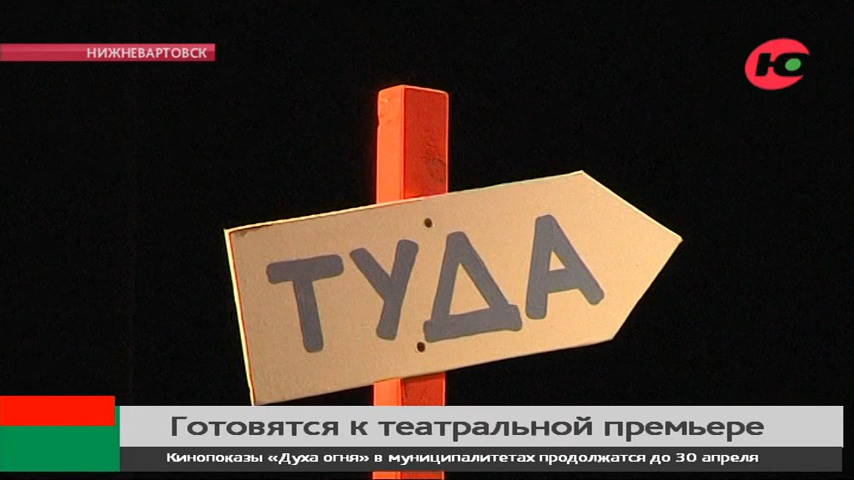 НИЖНЕВАРТОВСК
Ю
ТУДА
Готовятся к театральной премьере
Кинопоказы «Духа огня» в муниципалитетах продолжатся до 30 апреля